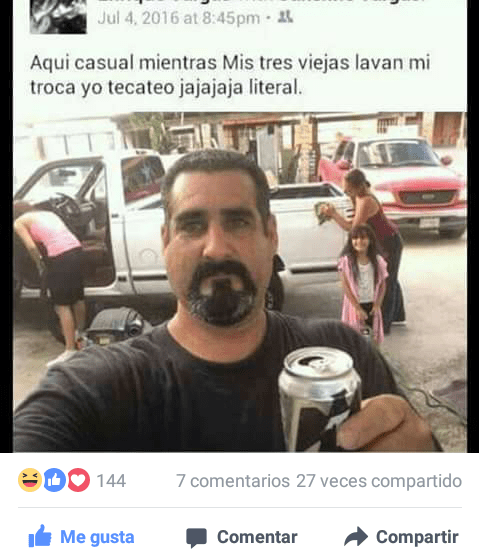 Jul 4, 2016 at 8:45pm
Aqui casual mientras Mis tres viejas lavan mi
troca yo tecateo jajajaja literal.
144
7 comentarios 27 veces compartido
Me gusta
Comentar
Compartir